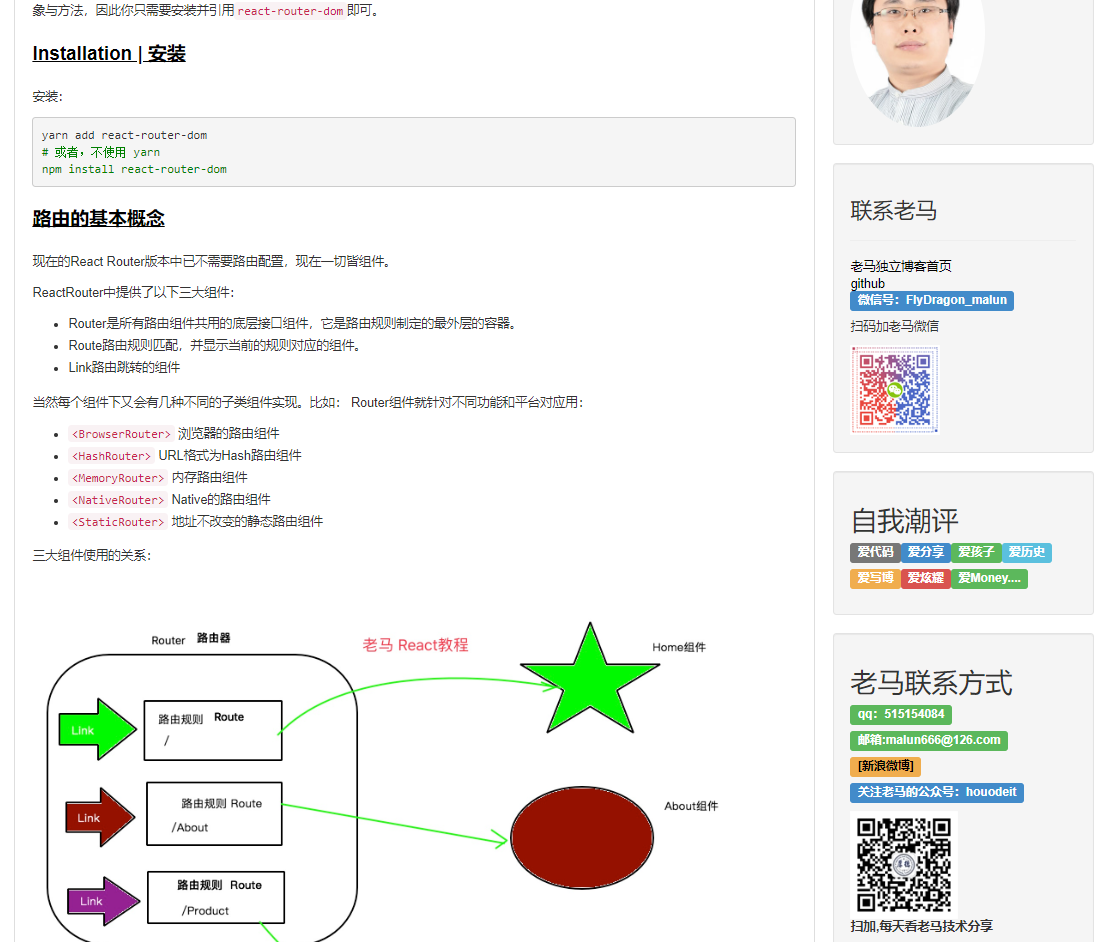 象与方法，因此你只需要安装并引用 react-router-dom 即可。
Installation | 安装
安装：
yarn add react-router-dom
# 或者，不使用 yarn
npm install react-router-dom
路由的基本概念
现在的React Router版本中已不需要路由配置，现在一切皆组件。
ReactRouter中提供了以下三大组件：
Router是所有路由组件共用的底层接口组件，它是路由规则制定的最外层的容器。
Route路由规则匹配，并显示当前的规则对应的组件。
Link路由跳转的组件
当然每个组件下又会有几种不同的子类组件实现。比如： Router组件就针对不同功能和平台对应用：
<BrowserRouter> 浏览器的路由组件
<HashRouter> URL格式为Hash路由组件
<MemoryRouter> 内存路由组件
<NativeRouter> Native的路由组件
<StaticRouter> 地址不改变的静态路由组件
三大组件使用的关系：
Router 路由器
老马 React教程
Home组件
Link
路由规则 Route
/
Link
路由规则 Route
/About
About组件
Link
路由规则 Route
/Product
联系老马
老马独立博客首页
github
微信号：FlyDragon_malun
扫码加老马微信
自我潮评
爱代码 爱分享 爱孩子 爱历史
爱写博 爱炫耀 爱Money....
老马联系方式
qq：515154084
邮箱:malun666@126.com
[新浪微博]
关注老马的公众号：houodeit
扫加,每天看老马技术分享